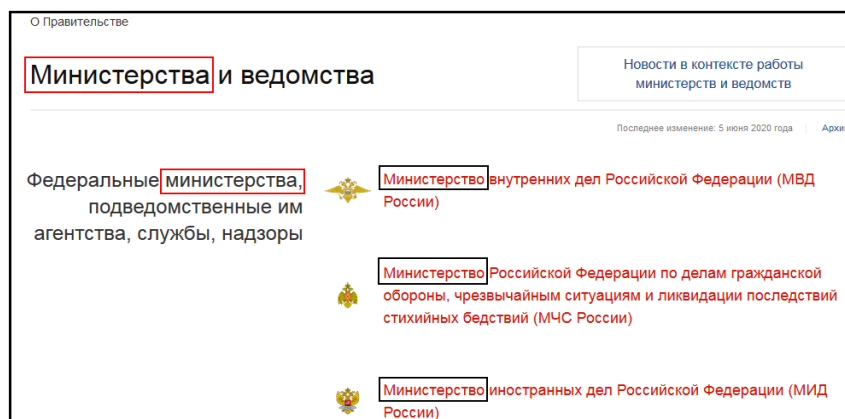 О Правительстве
Министерства и ведомства
Новости в контексте работы
министерств и ведомств
Последнее изменение: 5 июня 2020 года
Федеральные министерства,
подведомственные им
агентства, службы, надзоры
Министерство внутренних дел Российской Федерации (МВД
России)
Министерство Российской Федерации по делам гражданской
обороны, чрезвычайным ситуациям и ликвидации последствий
стихийных бедствий (МЧС России)
Министерство иностранных дел Российской Федерации (МИД
России)